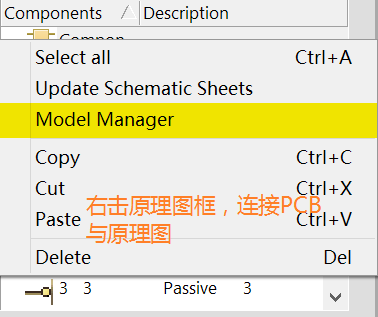 Components Description
Compon
Select all Ctrl+A
Update Schematic Sheets
Model Manager
Copy Ctrl+C
Cut Ctrl+X
右击原理图框，连接PCB
Paste Ctrl+V
与原理图
Delete Del
3 3 Passive 3